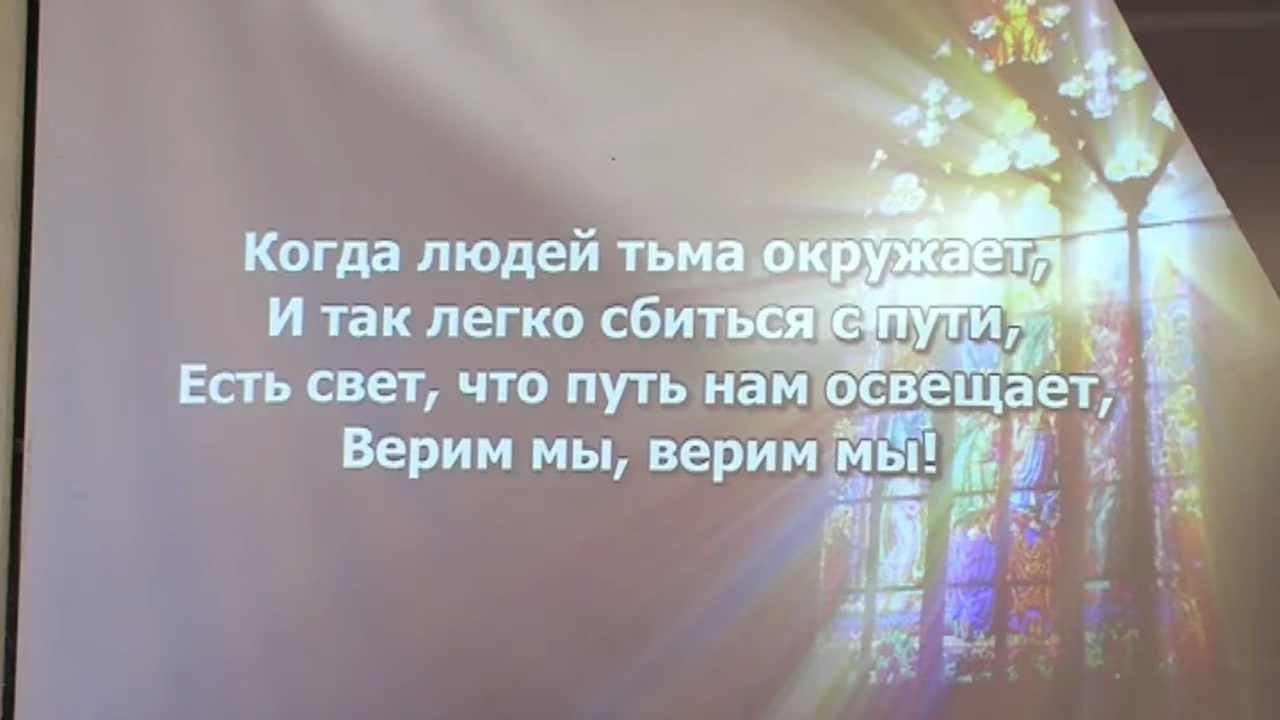 Когда людей тьма окружает,
И так легко сбиться с пути,
Есть свет, что путь нам освещает,
Верим мы, верим мы!